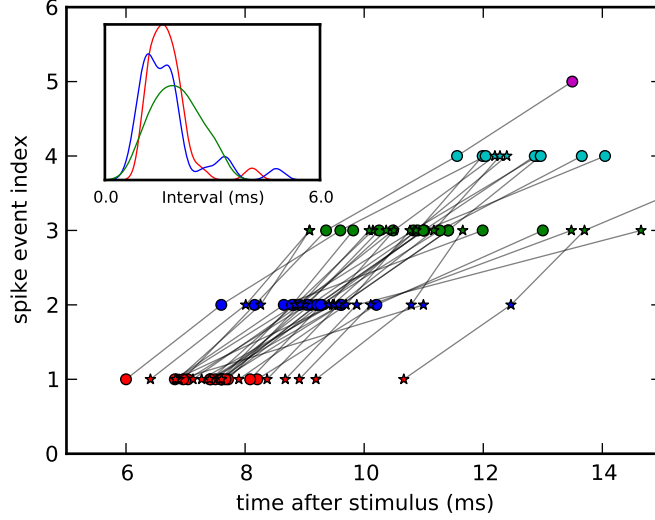 6
5
4
3
2
1
0
spike event index
0.0 Interval (ms) 6.0
6 8 10 12 14
time after stimulus (ms)